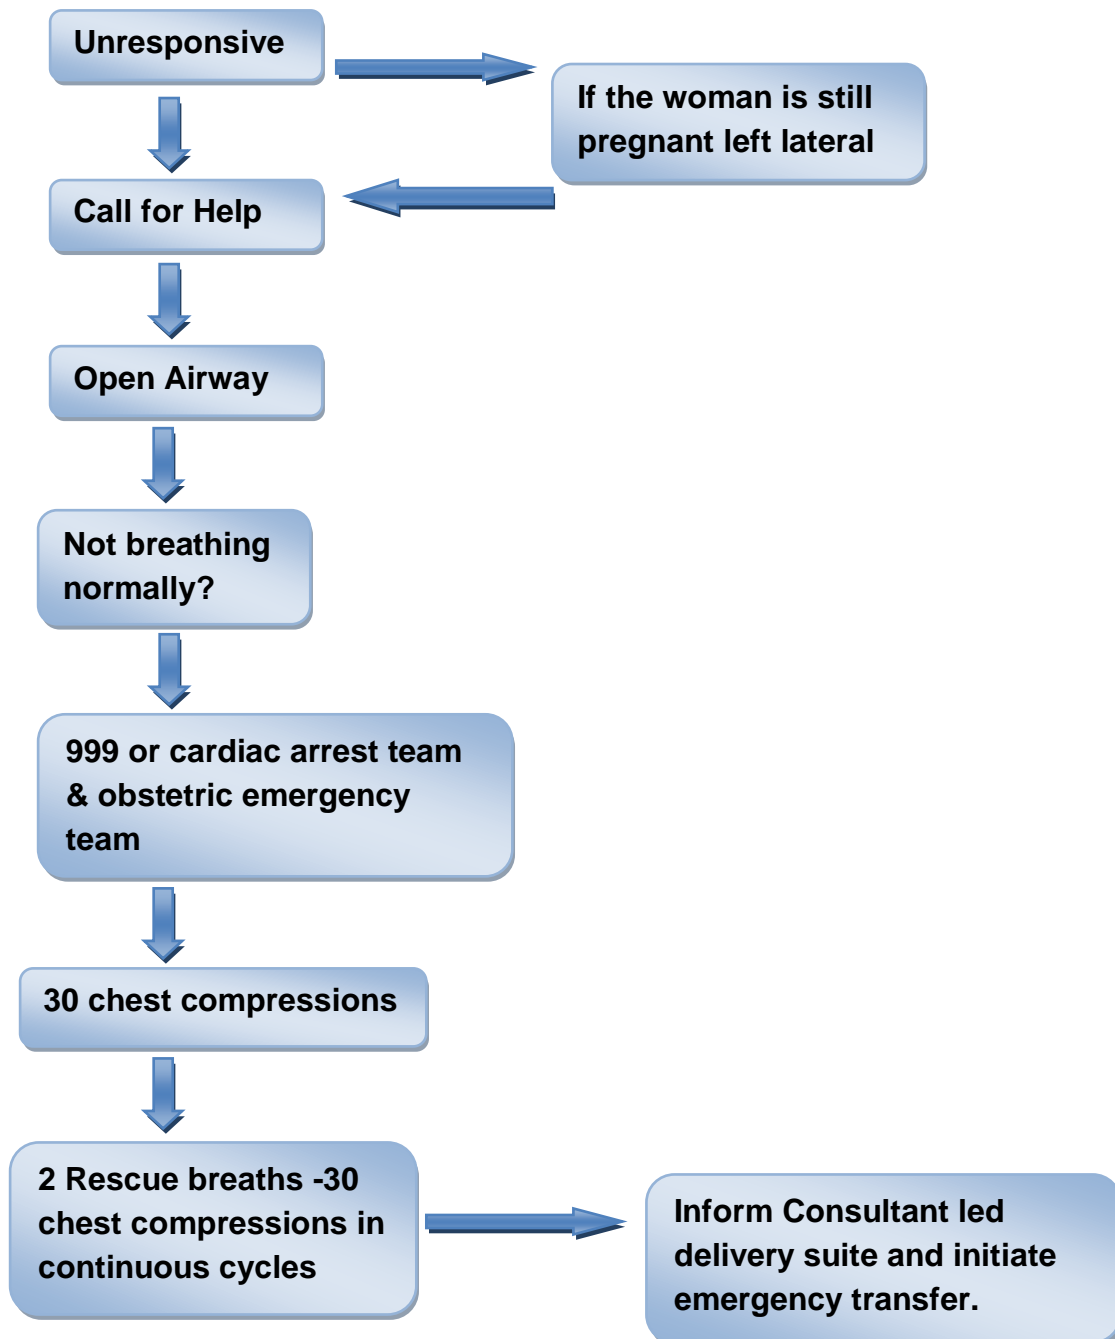 Unresponsive
If the woman is still
pregnant left lateral
Call for Help
Open Airway
Not breathing
normally?
999 or cardiac arrest team
& obstetric emergency
team
30 chest compressions
2 Rescue breaths -30
chest compressions in
continuous cycles
Inform Consultant led
delivery suite and initiate
emergency transfer.